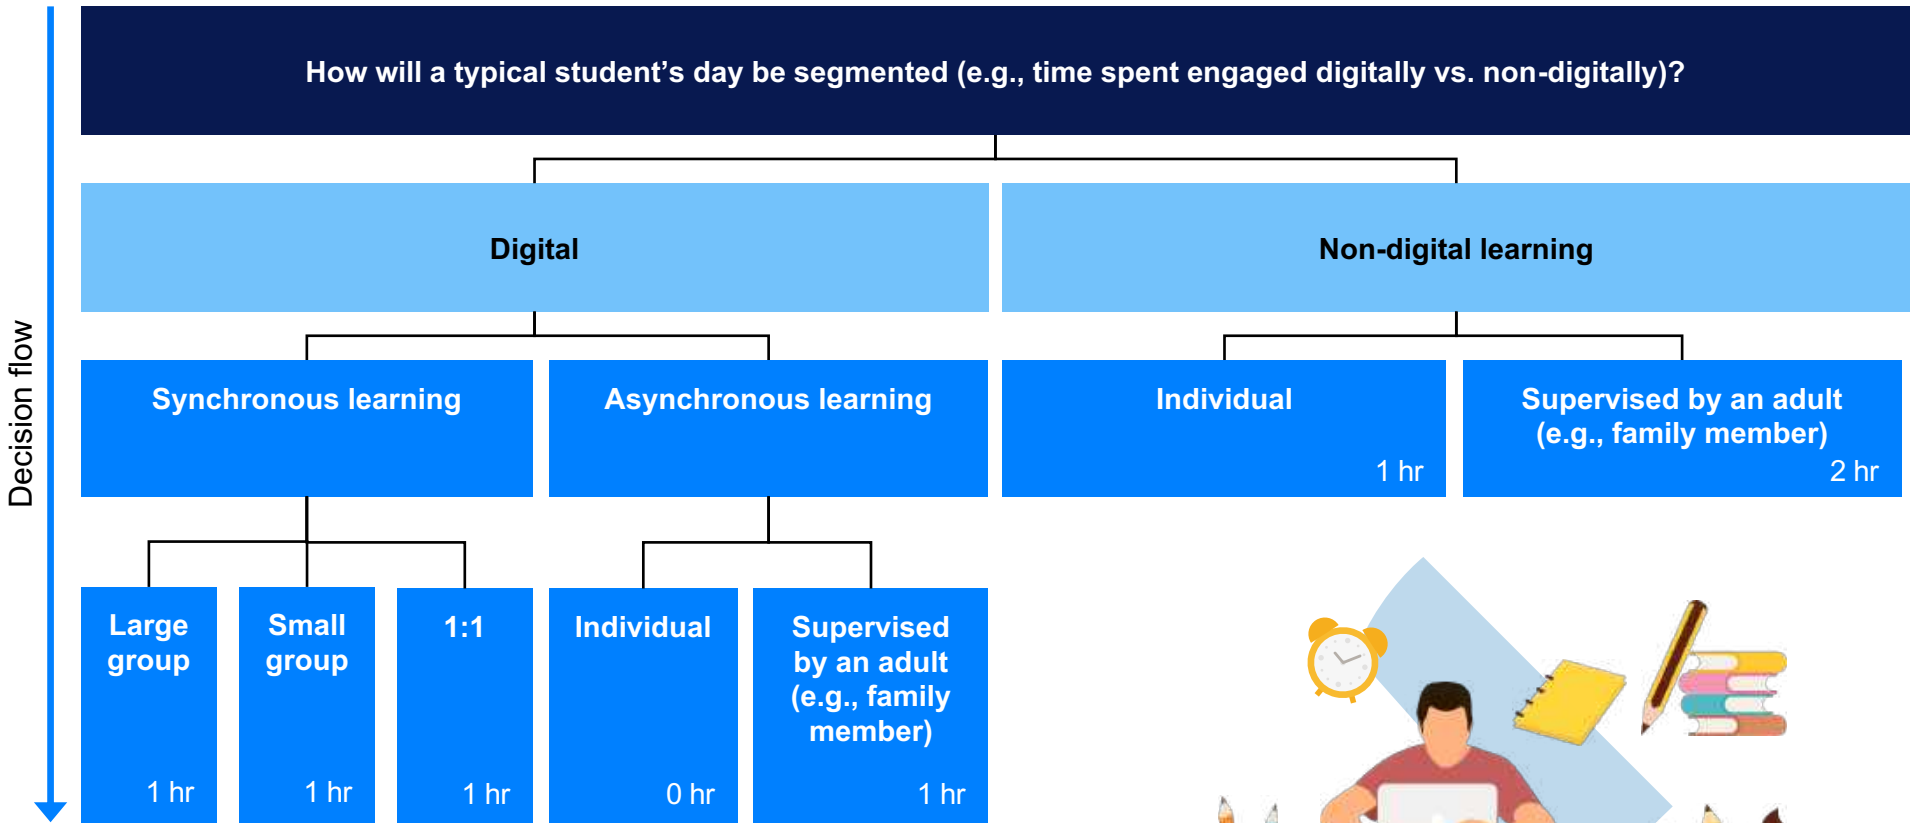 How will a typical student’s day be segmented (e.g., time spent engaged digitally vs. non-digitally)?
Decision flow
Digital
Non-digital learning
Synchronous learning
Asynchronous learning
Individual
1 hr
Supervised by an adult
(e.g., family member)
2 hr
Large
group
1 hr
Small
group
1 hr
1:1
1 hr
Individual
0 hr
Supervised
by an adult
(e.g., family
member)
1 hr